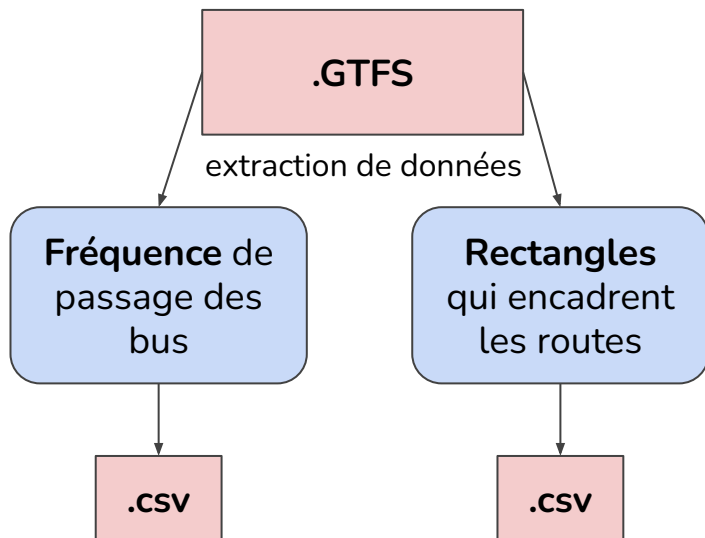 .GTFS
extraction de données
Fréquence de
passage des
bus
Rectangles
qui encadrent
les routes
.csv
.csv